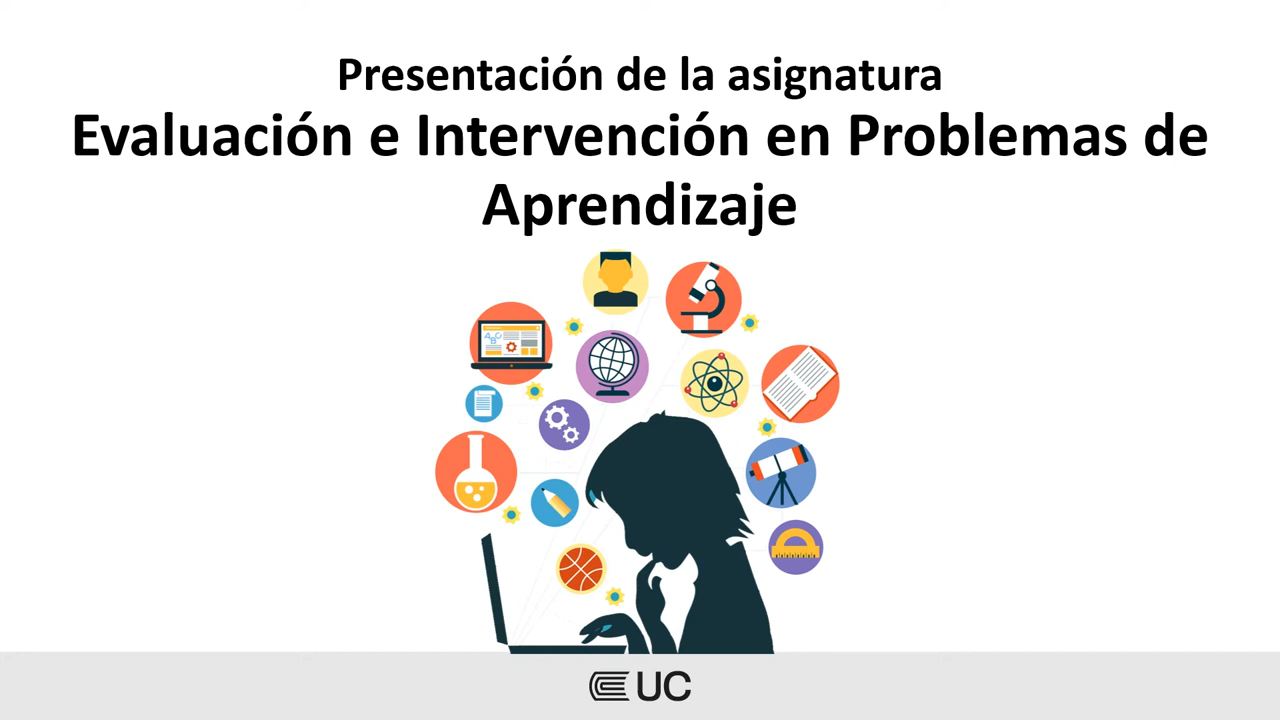 Presentación de la asignatura
Evaluación e Intervención en Problemas de
Aprendizaje
UC